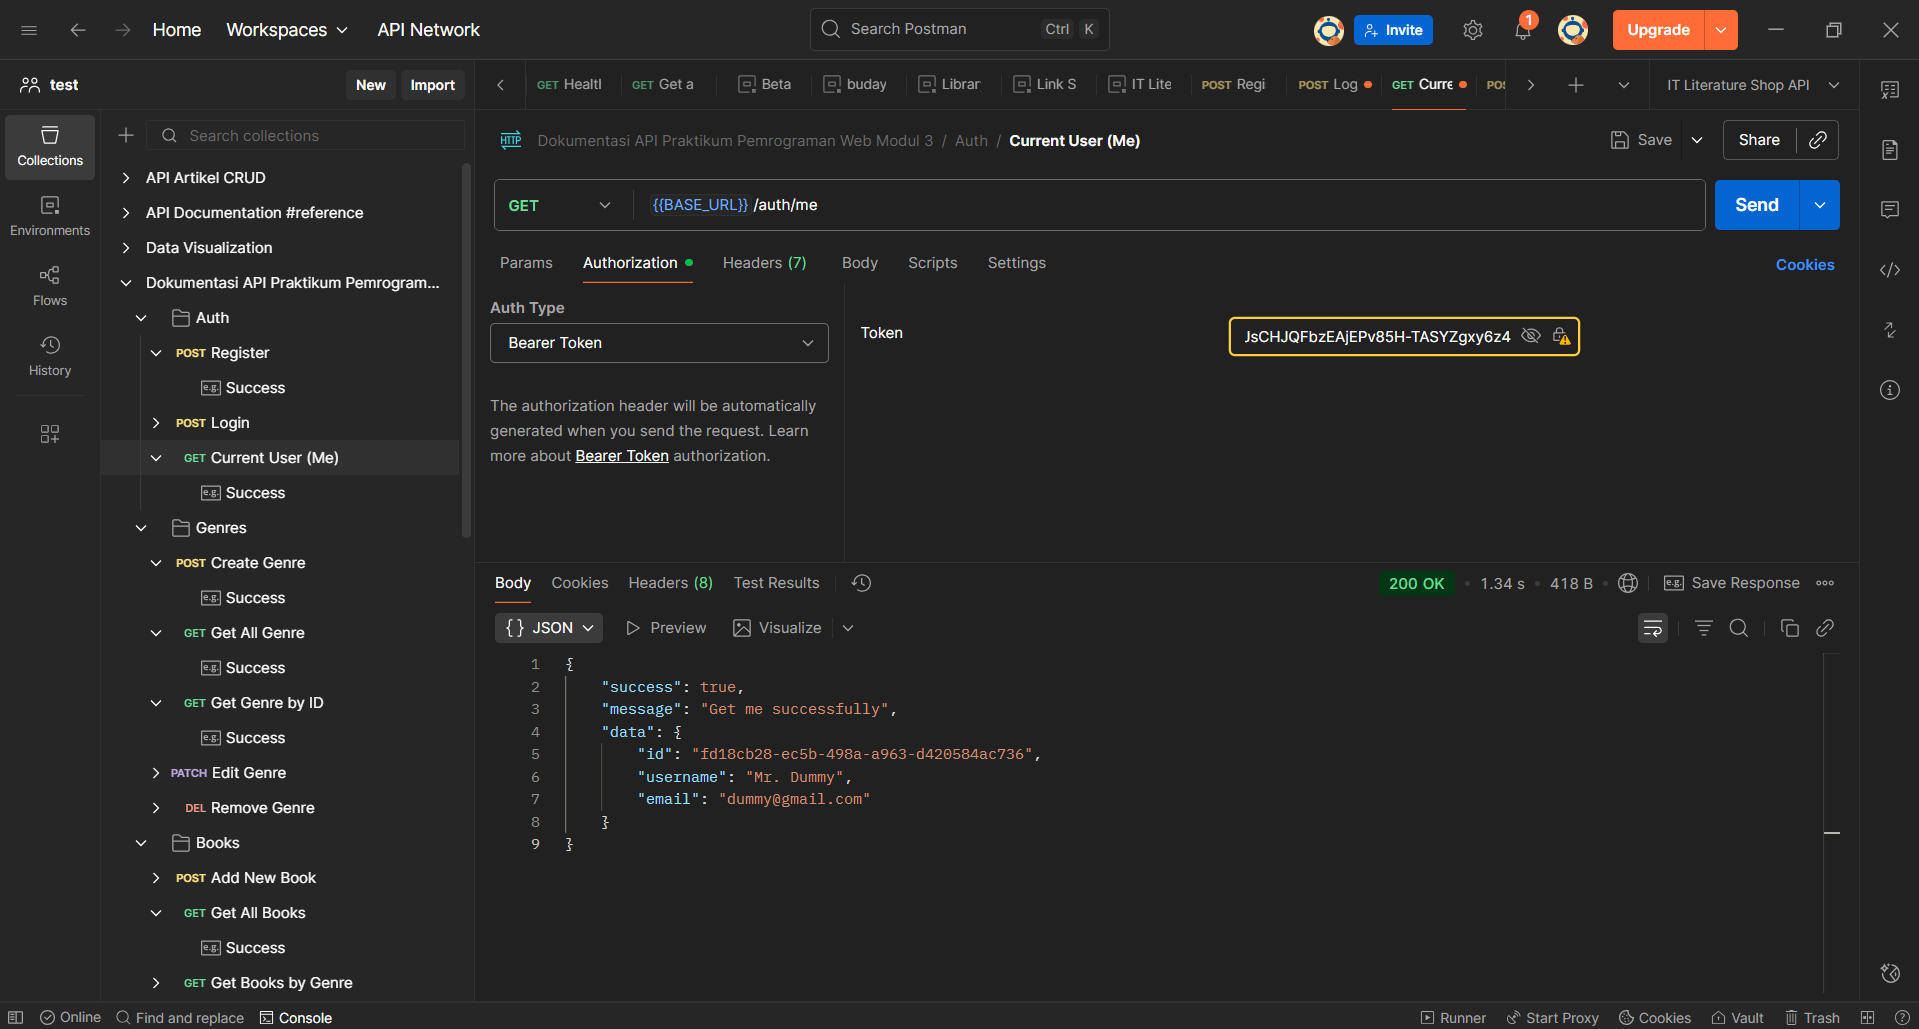 Home Workspaces API Network Search Postman Ctrl K Invite 1 Upgrade
test New Import
GET Healtl GET Get a Beta buday Librar Link S IT Lite POST Regi POST Log GET Curre POS IT Literature Shop API
Collections
Environments
Flows
History
Search collections
API Artikel CRUD
API Documentation #reference
Data Visualization
Dokumentasi API Praktikum Pemrogram...
Auth
POST Register
e.g. Success
POST Login
GET Current User (Me)
e.g. Success
Genres
POST Create Genre
e.g. Success
GET Get All Genre
e.g. Success
GET Get Genre by ID
e.g. Success
PATCH Edit Genre
DEL Remove Genre
Books
POST Add New Book
GET Get All Books
e.g. Success
GET Get Books by Genre
HTTP Dokumentasi API Praktikum Pemrograman Web Modul 3 / Auth / Current User (Me) Save Share
GET {{BASE_URL}} /auth/me Send
Params Authorization Headers (7) Body Scripts Settings Cookies
Auth Type
Bearer Token
The authorization header will be automatically
generated when you send the request. Learn
more about Bearer Token authorization.
Token JsCHJQFbzEAjEPv85H-TASYZgxy6z4
Body Cookies Headers (8) Test Results 200 OK • 1.34 s • 418 B • e.g. Save Response
{} JSON Preview Visualize
1 {
2 "success": true,
3 "message": "Get me successfully",
4 "data": {
5 "id": "fd18cb28-ec5b-498a-a963-d420584ac736",
6 "username": "Mr. Dummy",
7 "email": "dummy@gmail.com"
8 }
9 }
Online Find and replace Console Runner Start Proxy Cookies Vault Trash